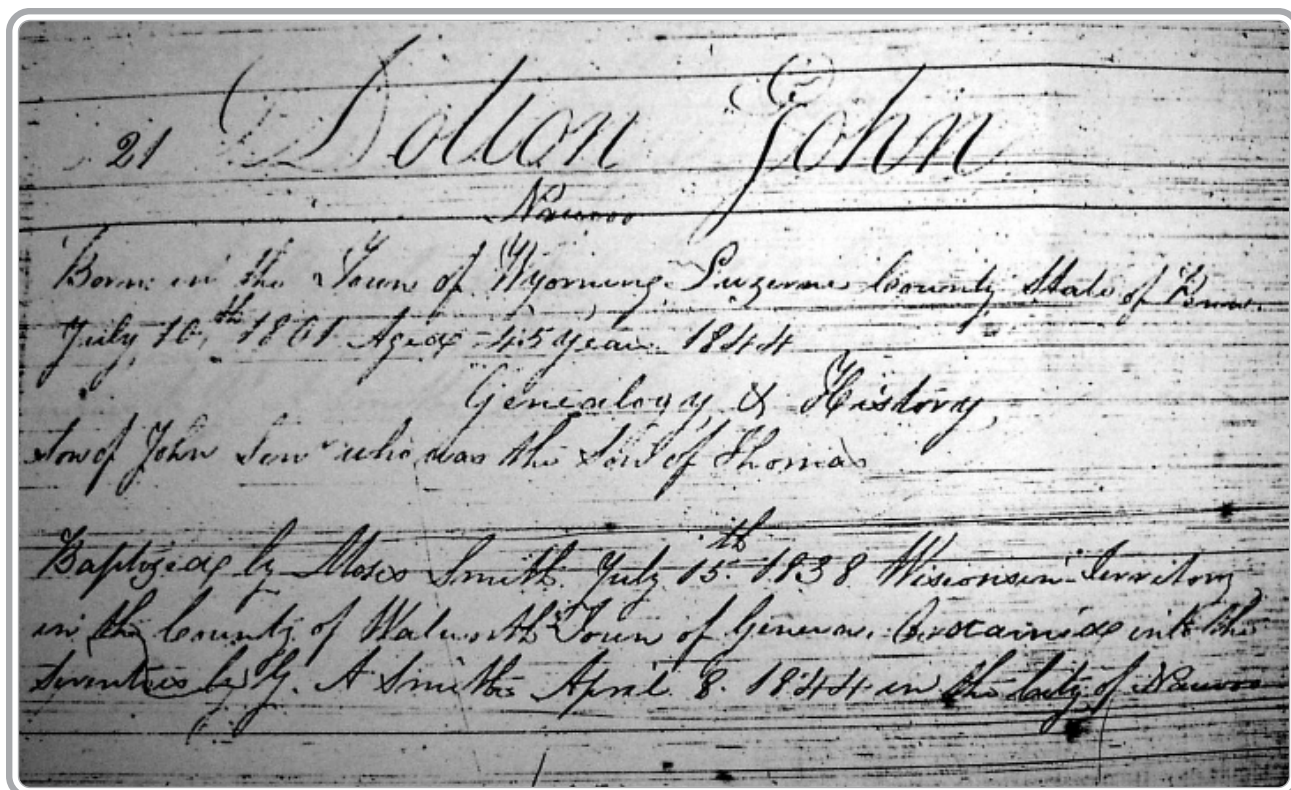 21 Dolton John
Nauvoo
Born in the Town of Wyoming Luzerne County State of Penn.
July 10th 1801 Aged 45 years 1844
Genealogy & History
Son of John Senr who was the Son of Thomas
Baptized by Moses Smith July 15th 1838 Wisconsin Territory
in the County of Walworth Town of Geneva. Ordained into the
Seventies by G. A Smith April 8. 1844 in the City of Nauvoo